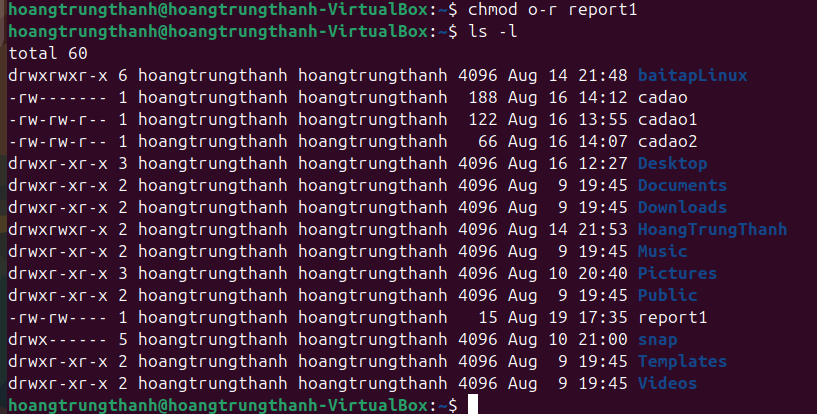 hoangtrungthanh@hoangtrungthanh-VirtualBox:~$ chmod o-r report1
hoangtrungthanh@hoangtrungthanh-VirtualBox:~$ ls -l
total 60
drwxrwxr-x 6 hoangtrungthanh hoangtrungthanh 4096 Aug 14 21:48 baitapLinux
-rw------- 1 hoangtrungthanh hoangtrungthanh  188 Aug 16 14:12 cadao
-rw-rw-r-- 1 hoangtrungthanh hoangtrungthanh  122 Aug 16 13:55 cadao1
-rw-rw-r-- 1 hoangtrungthanh hoangtrungthanh   66 Aug 16 14:07 cadao2
drwxr-xr-x 3 hoangtrungthanh hoangtrungthanh 4096 Aug 16 12:27 Desktop
drwxr-xr-x 2 hoangtrungthanh hoangtrungthanh 4096 Aug  9 19:45 Documents
drwxr-xr-x 2 hoangtrungthanh hoangtrungthanh 4096 Aug  9 19:45 Downloads
drwxrwxr-x 2 hoangtrungthanh hoangtrungthanh 4096 Aug 14 21:53 HoangTrungThanh
drwxr-xr-x 2 hoangtrungthanh hoangtrungthanh 4096 Aug  9 19:45 Music
drwxr-xr-x 3 hoangtrungthanh hoangtrungthanh 4096 Aug 10 20:40 Pictures
drwxr-xr-x 2 hoangtrungthanh hoangtrungthanh 4096 Aug  9 19:45 Public
-rw-rw---- 1 hoangtrungthanh hoangtrungthanh   15 Aug 19 17:35 report1
drwx------ 5 hoangtrungthanh hoangtrungthanh 4096 Aug 10 21:00 snap
drwxr-xr-x 2 hoangtrungthanh hoangtrungthanh 4096 Aug  9 19:45 Templates
drwxr-xr-x 2 hoangtrungthanh hoangtrungthanh 4096 Aug  9 19:45 Videos
hoangtrungthanh@hoangtrungthanh-VirtualBox:~$